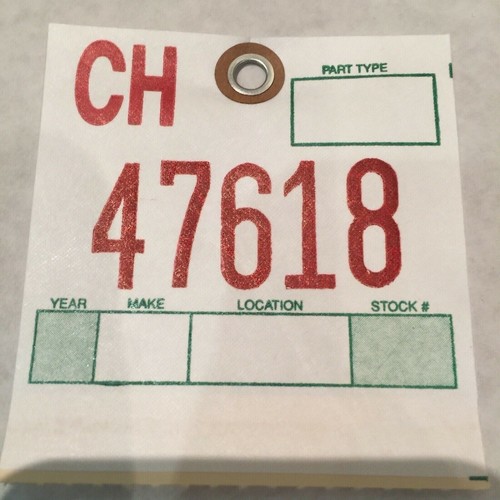 CH
PART TYPE
47618
YEAR MAKE LOCATION STOCK #